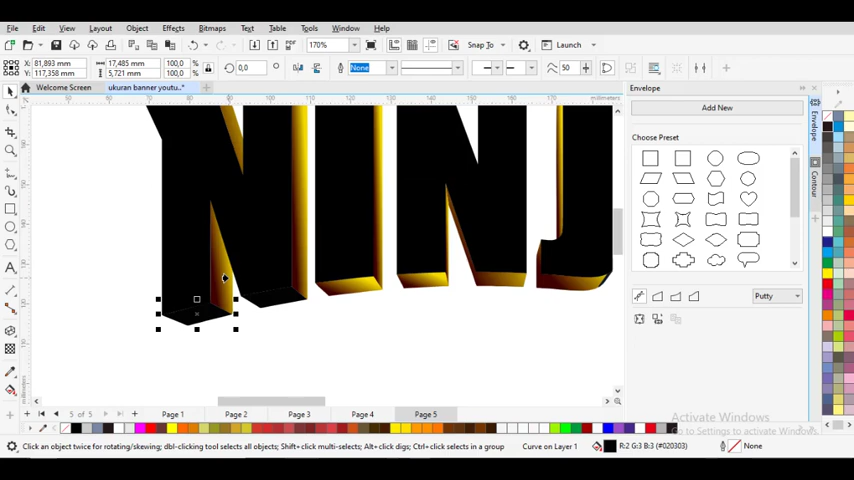 File Edit View Layout Object Effects Bitmaps Text Table Tools Window Help
170% Snap To Launch
X: 81,893 mm 17,485 mm 100,0 % 0,0 ° None 50
Y: 117,358 mm 5,721 mm 100,0 %
Welcome Screen ukuran banner youtu..*
millimeters
NINJ
Envelope
Add New
Choose Preset
Putty
Envelope
Contour
millimeters
5 of 5 Page 1 Page 2 Page 3 Page 4 Page 5
Activate Windows
Go to Settings to activate Windows.
Click an object twice for rotating/skewing; dbl-clicking tool selects all objects; Shift+click multi-selects; Alt+click digs; Ctrl+click selects in a group Curve on Layer 1 R:2 G:3 B:3 (#020303) None